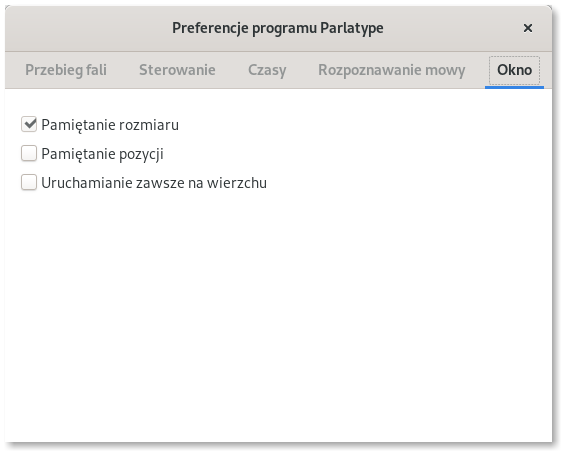 Preferencje programu Parlatype
Przebieg fali Sterowanie Czasy Rozpoznawanie mowy Okno
Pamiętanie rozmiaru
Pamiętanie pozycji
Uruchamianie zawsze na wierzchu